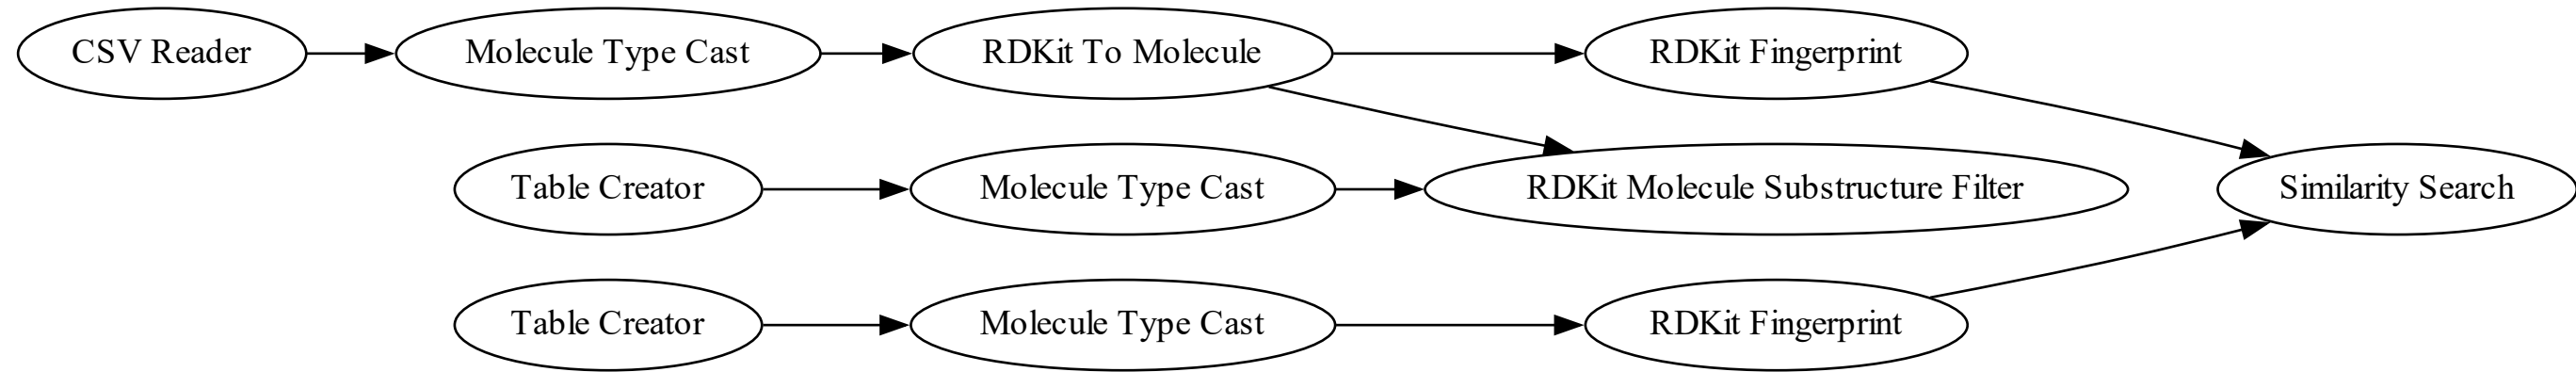 CSV Reader
Molecule Type Cast
RDKit To Molecule
RDKit Fingerprint
Table Creator
Molecule Type Cast
RDKit Molecule Substructure Filter
Similarity Search
Table Creator
Molecule Type Cast
RDKit Fingerprint